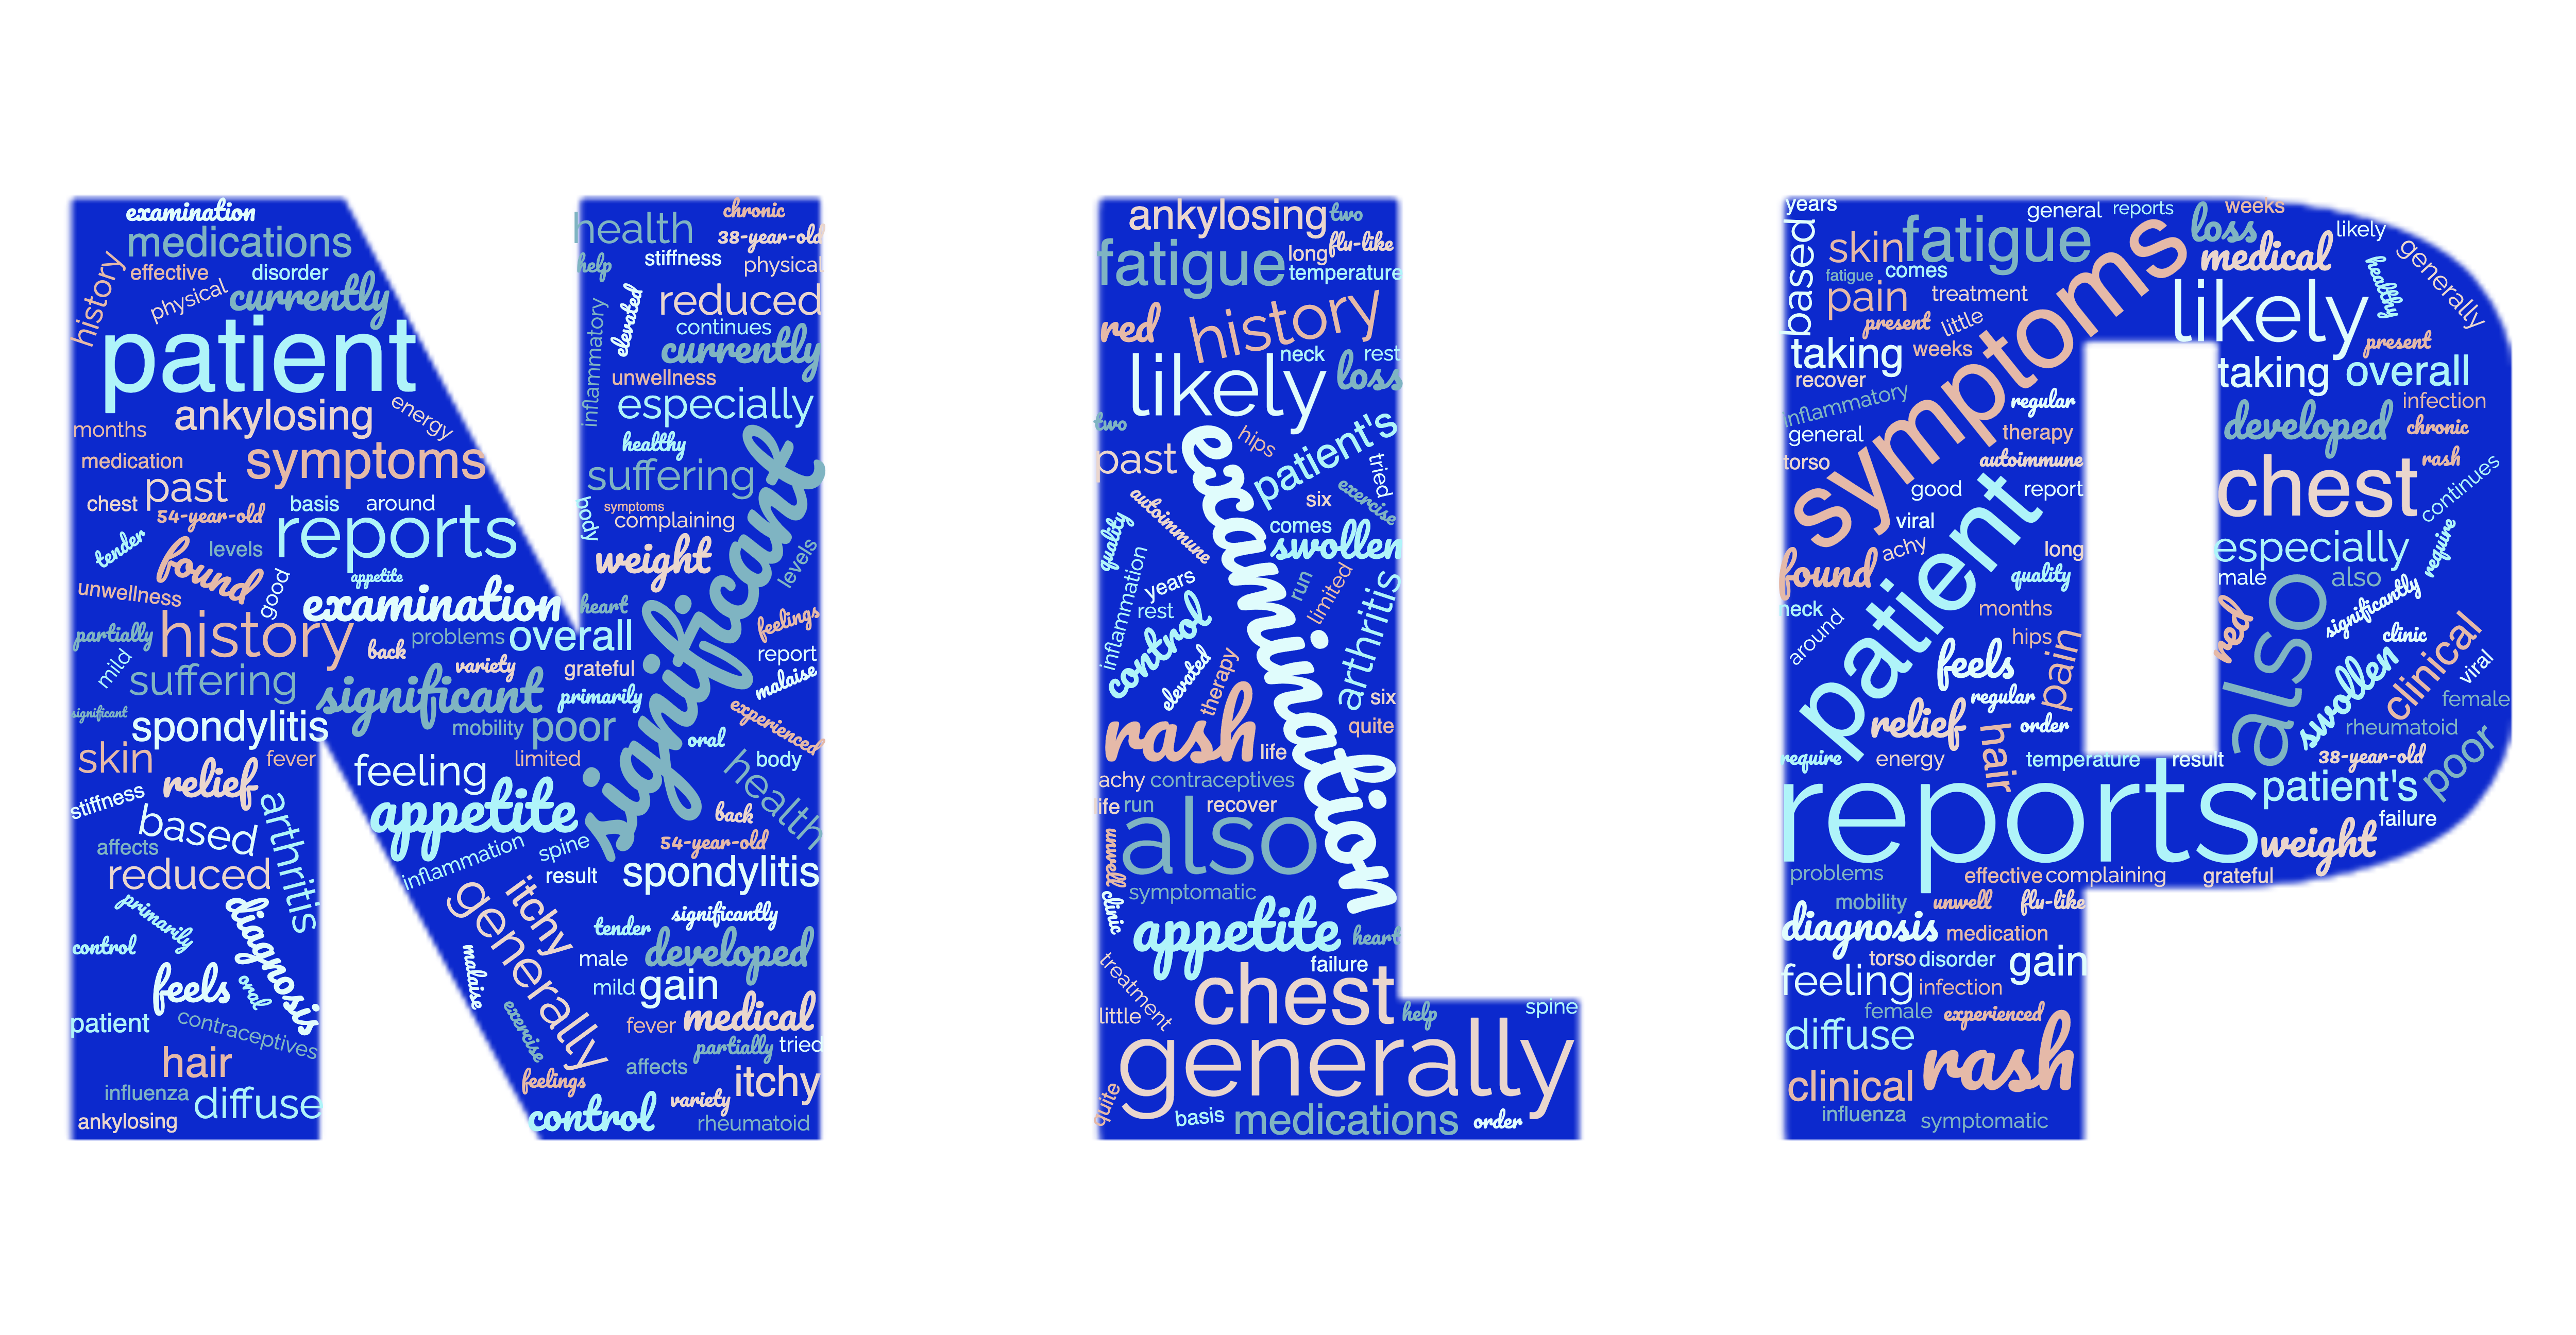 examination
medications
history
effective
disorder
physical
currently
patient
ankylosing
energy
months
medication
symptoms
chest
past
basis
around
54-year-old
reports
tender
found
levels
good
appetite
unwellness
examination
partially
history
back
problems
overall
mild
suffering
variety
grateful
significant
significant
primarily
spondylitis
mobility
poor
skin
relief
fever
feeling
limited
stiffness
based
arthritis
appetite
affects
reduced
inflammation
spine
result
primarily
diagnosis
control
feels
oral
patient
contraceptives
hair
influenza
diffuse
ankylosing
health
chronic
38-year-old
help
stiffness
physical
inflammatory
elevated
reduced
continues
currently
unwellness
especially
healthy
suffering
body
symptoms
complaining
significant
weight
levels
heart
feelings
report
malaise
experienced
oral
body
health
back
54-year-old
spondylitis
generally
itchy
significantly
tender
developed
malaise
male
mild
gain
exercise
fever
medical
partially
tried
affects
feelings
itchy
variety
control
rheumatoid
ankylosing
two
fatigue
long
flu-like
temperature
red
history
neck
rest
likely
loss
two
hips
patient's
past
examination
tried
autoimmune
six
exercise
quality
comes
swollen
inflammation
years
run
limited
arthritis
rest
control
elevated
therapy
six
rash
life
quite
achy
contraceptives
life
run
recover
also
unwell
symptomatic
clinic
appetite
heart
failure
treatment
chest
little
help
spine
generally
quite
basis
medications
order
years
general
reports
loss
weeks
based
skin
fatigue
likely
medical
generally
fatigue
comes
symptoms
healthy
pain
treatment
likely
present
little
present
taking
weeks
taking
overall
recover
inflammatory
regular
infection
general
therapy
developed
chronic
torso
autoimmune
chest
rash
good
report
continues
patient
viral
achy
long
especially
require
found
quality
male
also
neck
months
also
significantly
around
hips
red
clinic
clinical
feels
pain
swollen
viral
regular
female
relief
order
rheumatoid
hair
poor
require
energy
temperature
result
38-year-old
reports
patient's
failure
weight
problems
effective
complaining
grateful
mobility
unwell
flu-like
diagnosis
medication
torso
disorder
gain
feeling
infection
female
experienced
diffuse
rash
clinical
influenza
symptomatic